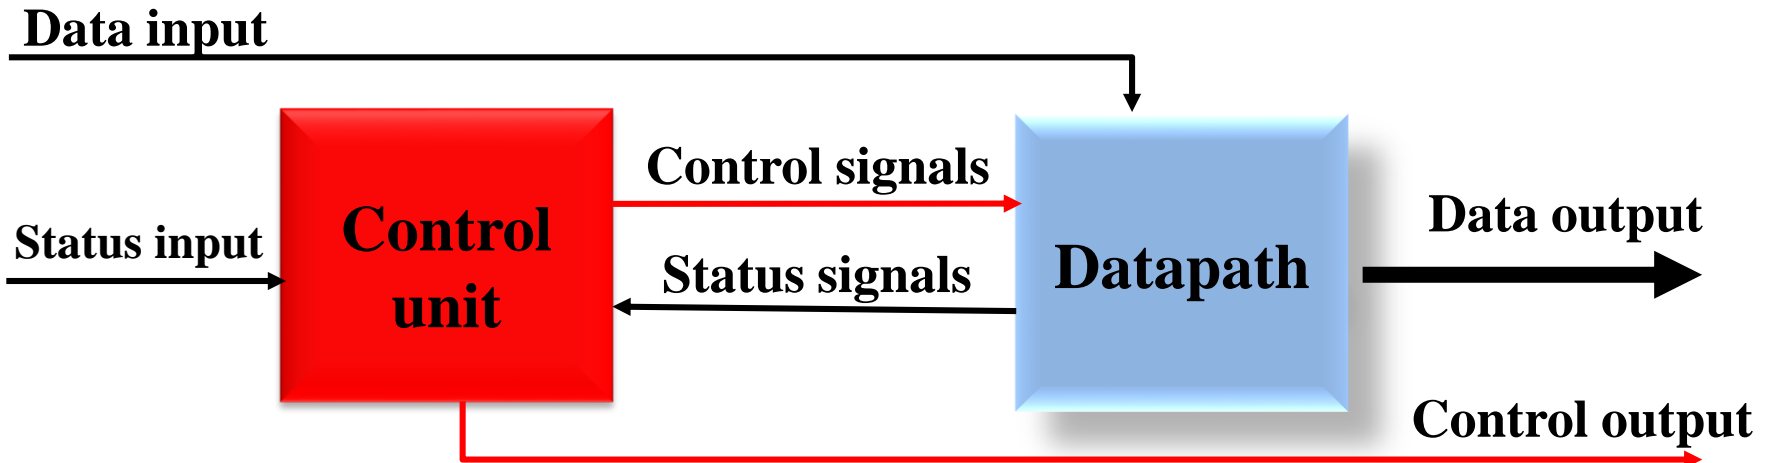 Data input
Control signals
Control
unit
Status input
Status signals
Datapath
Data output
Control output